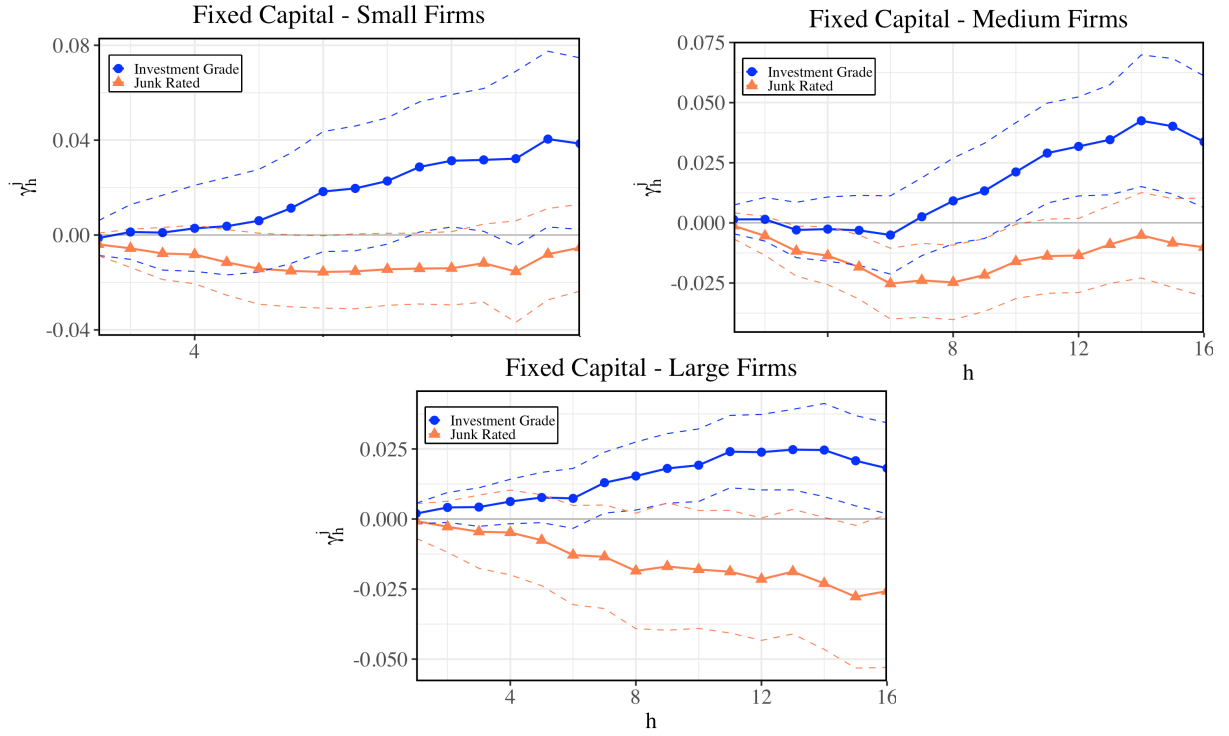 Fixed Capital - Small Firms
0.08
0.04
0.00
-0.04
γ_h^j
Investment Grade
Junk Rated
4
Fixed Capital - Medium Firms
0.075
0.050
0.025
0.000
-0.025
γ_h^j
Investment Grade
Junk Rated
8 12 16
h
Fixed Capital - Large Firms
0.025
0.000
-0.025
-0.050
γ_h^j
Investment Grade
Junk Rated
4 8 12 16
h